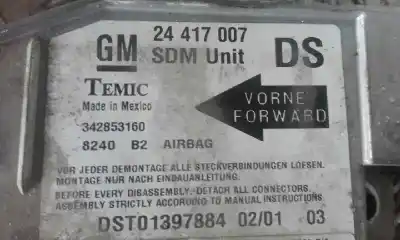 GM 24 417 007 DS
SDM Unit
TEMIC
Made in Mexico
VORNE
FORWARD
342853160
8240 B2 AIRBAG
VOR JEDER DEMONTAGE ALLE STECKVERBINDUNGEN LOESEN.
MONTAGE NUR NACH EINBAUANLEITUNG.
BEFORE EVERY DISASSEMBLY:-DETACH ALL CONNECTORS.
ASSEMBLY STRICTLY ACCORDING TO MANUAL INSTRUCTIONS.
DST01397884 02/01 03